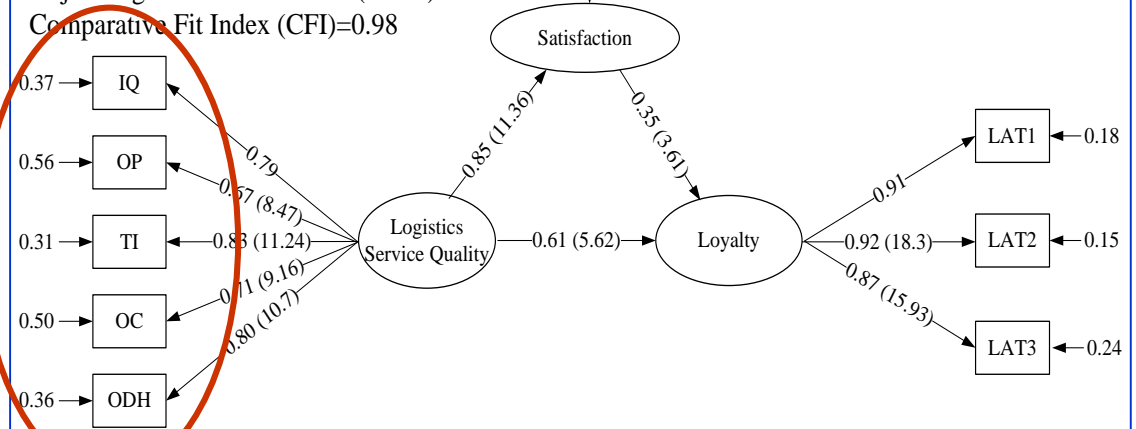 Comparative Fit Index (CFI)=0.98
Satisfaction
0.37
IQ
0.85 (11.36)
0.35 (3.61)
LAT1
0.18
0.56
OP
0.79
0.67 (8.47)
0.91
0.31
TI
0.83 (11.24)
Logistics
Service Quality
0.61 (5.62)
Loyalty
0.92 (18.3)
LAT2
0.15
0.71 (9.16)
0.87 (15.93)
0.50
OC
0.80 (10.7)
LAT3
0.24
0.36
ODH